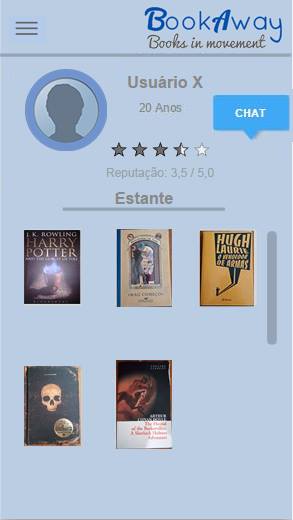 BookAway
Books in movement
Usuário X
20 Anos
CHAT
Reputação: 3,5 / 5,0
Estante
J. K. ROWLING
HARRY
POTTER
AND THE GOBLET OF FIRE
HUGH
LAURIE
O VENDEDOR
DE ARMAS
ARTHUR
CONAN DOYLE
The Hound
of the Baskervilles
A Sherlock Holmes
Adventure